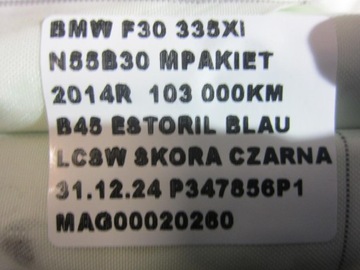 BMW F30 335Xi
N55B30 MPAKIET
2014R 103 000KM
B45 ESTORIL BLAU
LCSW SKORA CZARNA
31.12.24 P347856P1
MAG00020260